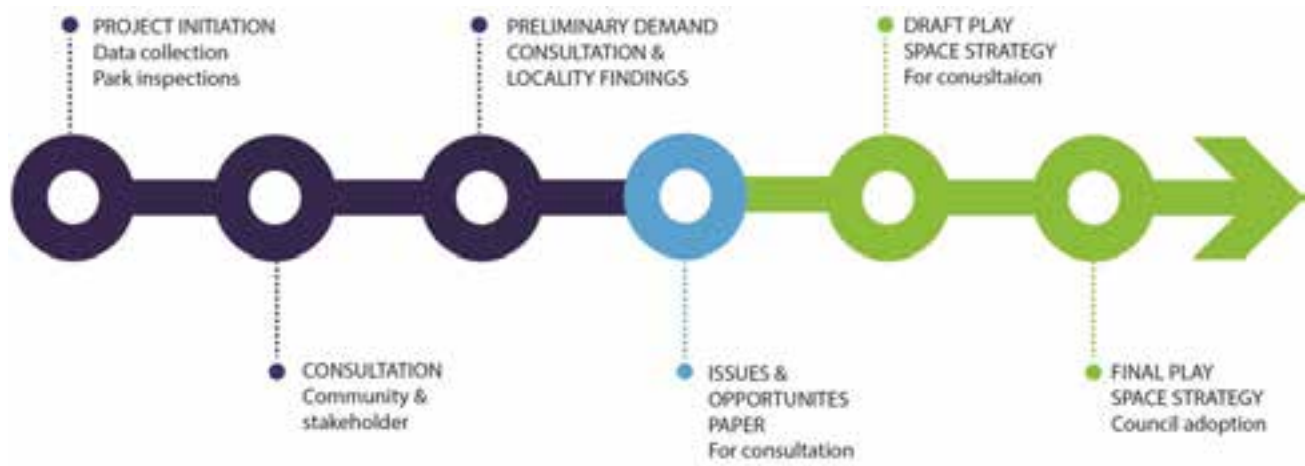 PROJECT INITIATION
Data collection
Park inspections
CONSULTATION
Community &
stakeholder
PRELIMINARY DEMAND
CONSULTATION &
LOCALITY FINDINGS
ISSUES &
OPPORTUNITES
PAPER
For consultation
DRAFT PLAY
SPACE STRATEGY
For conusltaion
FINAL PLAY
SPACE STRATEGY
Council adoption